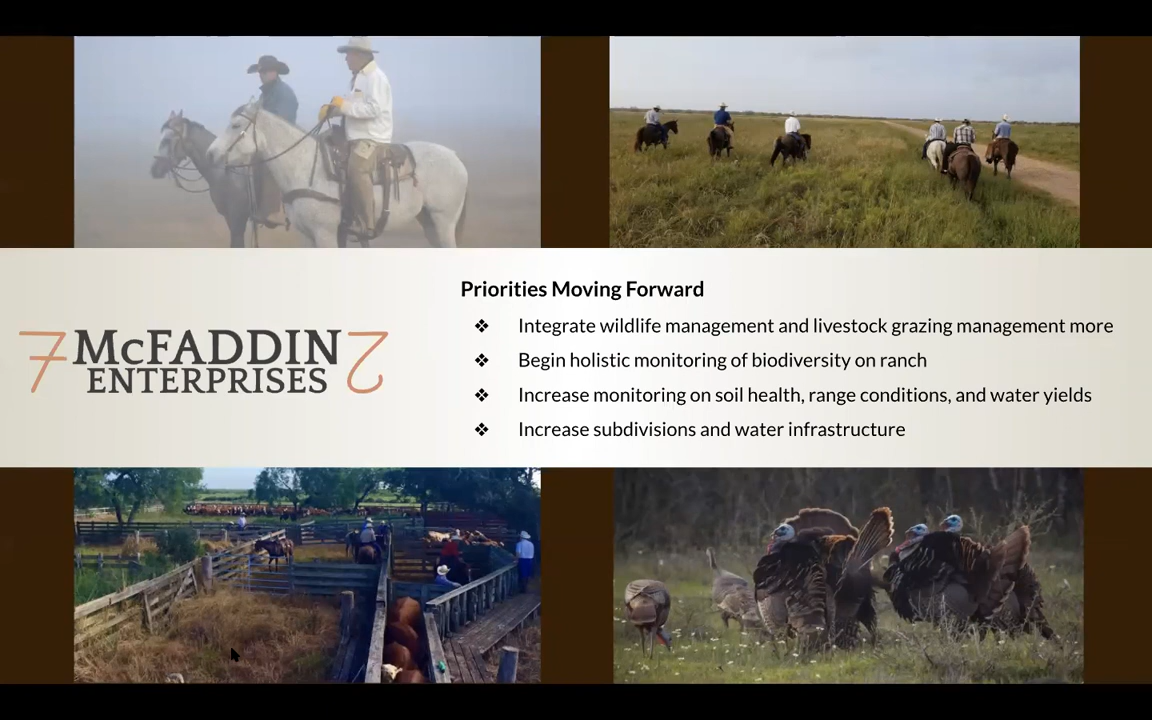 Priorities Moving Forward
❖ Integrate wildlife management and livestock grazing management more
❖ Begin holistic monitoring of biodiversity on ranch
❖ Increase monitoring on soil health, range conditions, and water yields
❖ Increase subdivisions and water infrastructure
McFADDIN
ENTERPRISES